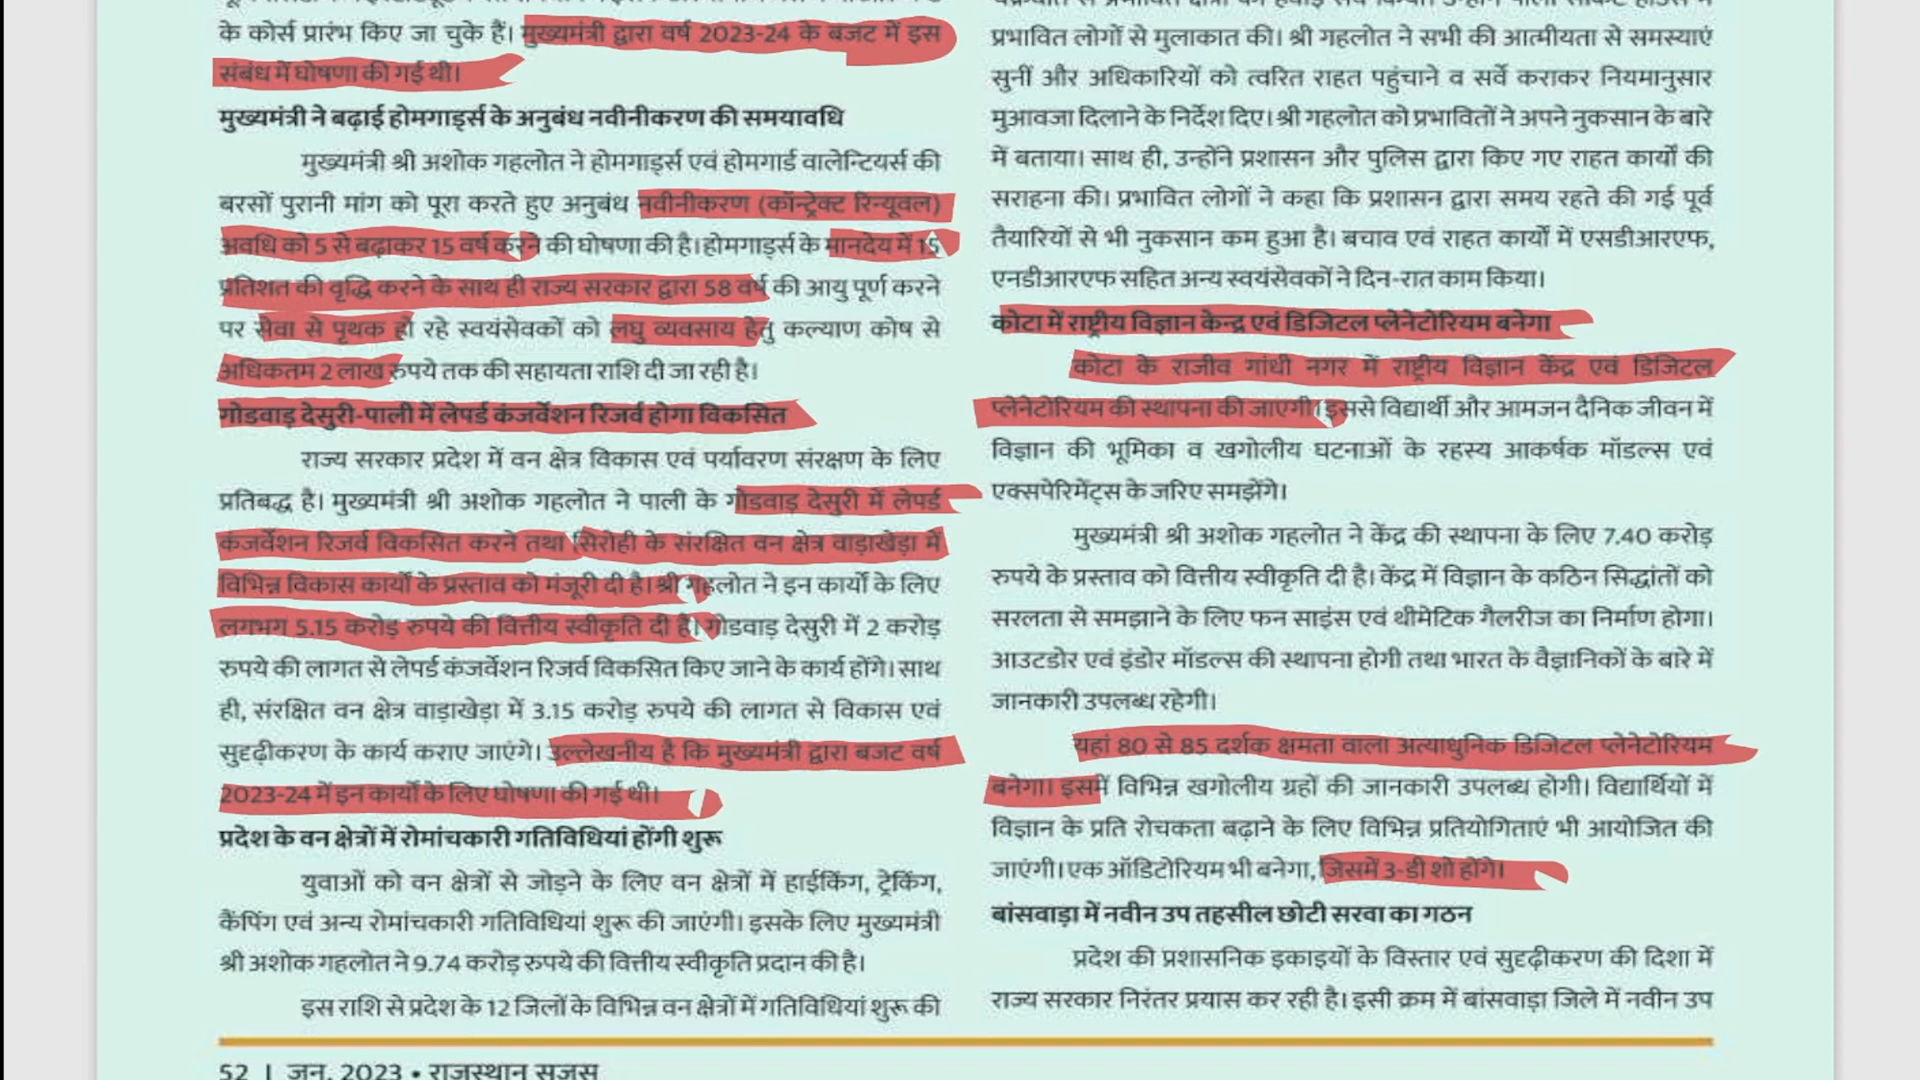 के कोर्स प्रारंभ किए जा चुके हैं। मुख्यमंत्री द्वारा वर्ष 2023-24 के बजट में इस
संबंध में घोषणा की गई थी।
मुख्यमंत्री ने बढ़ाई होमगार्ड्स के अनुबंध नवीनीकरण की समयावधि
मुख्यमंत्री श्री अशोक गहलोत ने होमगार्ड्स एवं होमगार्ड वालेन्टियर्स की
बरसों पुरानी मांग को पूरा करते हुए अनुबंध नवीनीकरण (कॉन्ट्रेक्ट रिन्यूवल)
अवधि को 5 से बढ़ाकर 15 वर्ष करने की घोषणा की है। होमगार्ड्स के मानदेय में 15
प्रतिशत की वृद्धि करने के साथ ही राज्य सरकार द्वारा 58 वर्ष की आयु पूर्ण करने
पर सेवा से पृथक हो रहे स्वयंसेवकों को लघु व्यवसाय हेतु कल्याण कोष से
अधिकतम 2 लाख रुपये तक की सहायता राशि दी जा रही है।
गोडवाड़ देसुरी-पाली में लेपर्ड कंजर्वेशन रिजर्व होगा विकसित
राज्य सरकार प्रदेश में वन क्षेत्र विकास एवं पर्यावरण संरक्षण के लिए
प्रतिबद्ध है। मुख्यमंत्री श्री अशोक गहलोत ने पाली के गोडवाड़ देसुरी में लेपर्ड
कंजर्वेशन रिजर्व विकसित करने तथा सिरोही के संरक्षित वन क्षेत्र वाड़ाखेड़ा में
विभिन्न विकास कार्यों के प्रस्ताव को मंजूरी दी है। श्री गहलोत ने इन कार्यों के लिए
लगभग 5.15 करोड़ रुपये की वित्तीय स्वीकृति दी है। गोडवाड़ देसुरी में 2 करोड़
रुपये की लागत से लेपर्ड कंजर्वेशन रिजर्व विकसित किए जाने के कार्य होंगे। साथ
ही, संरक्षित वन क्षेत्र वाड़ाखेड़ा में 3.15 करोड़ रुपये की लागत से विकास एवं
सुदृढ़ीकरण के कार्य कराए जाएंगे। उल्लेखनीय है कि मुख्यमंत्री द्वारा बजट वर्ष
2023-24 में इन कार्यों के लिए घोषणा की गई थी।
प्रदेश के वन क्षेत्रों में रोमांचकारी गतिविधियां होंगी शुरू
युवाओं को वन क्षेत्रों से जोड़ने के लिए वन क्षेत्रों में हाईकिंग, ट्रेकिंग,
कैंपिंग एवं अन्य रोमांचकारी गतिविधियां शुरू की जाएंगी। इसके लिए मुख्यमंत्री
श्री अशोक गहलोत ने 9.74 करोड़ रुपये की वित्तीय स्वीकृति प्रदान की है।
इस राशि से प्रदेश के 12 जिलों के विभिन्न वन क्षेत्रों में गतिविधियां शुरू की
प्रभावित लोगों से मुलाकात की। श्री गहलोत ने सभी की आत्मीयता से समस्याएं
सुनीं और अधिकारियों को त्वरित राहत पहुंचाने व सर्वे कराकर नियमानुसार
मुआवजा दिलाने के निर्देश दिए। श्री गहलोत को प्रभावितों ने अपने नुकसान के बारे
में बताया। साथ ही, उन्होंने प्रशासन और पुलिस द्वारा किए गए राहत कार्यों की
सराहना की। प्रभावित लोगों ने कहा कि प्रशासन द्वारा समय रहते की गई पूर्व
तैयारियों से भी नुकसान कम हुआ है। बचाव एवं राहत कार्यों में एसडीआरएफ,
एनडीआरएफ सहित अन्य स्वयंसेवकों ने दिन-रात काम किया।
कोटा में राष्ट्रीय विज्ञान केन्द्र एवं डिजिटल प्लेनेटोरियम बनेगा
कोटा के राजीव गांधी नगर में राष्ट्रीय विज्ञान केंद्र एवं डिजिटल
प्लेनेटोरियम की स्थापना की जाएगी। इससे विद्यार्थी और आमजन दैनिक जीवन में
विज्ञान की भूमिका व खगोलीय घटनाओं के रहस्य आकर्षक मॉडल्स एवं
एक्सपेरिमेंट्स के जरिए समझेंगे।
मुख्यमंत्री श्री अशोक गहलोत ने केंद्र की स्थापना के लिए 7.40 करोड़
रुपये के प्रस्ताव को वित्तीय स्वीकृति दी है। केंद्र में विज्ञान के कठिन सिद्धांतों को
सरलता से समझाने के लिए फन साइंस एवं थीमेटिक गैलरीज का निर्माण होगा।
आउटडोर एवं इंडोर मॉडल्स की स्थापना होगी तथा भारत के वैज्ञानिकों के बारे में
जानकारी उपलब्ध रहेगी।
यहां 80 से 85 दर्शक क्षमता वाला अत्याधुनिक डिजिटल प्लेनेटोरियम
बनेगा। इसमें विभिन्न खगोलीय ग्रहों की जानकारी उपलब्ध होगी। विद्यार्थियों में
विज्ञान के प्रति रोचकता बढ़ाने के लिए विभिन्न प्रतियोगिताएं भी आयोजित की
जाएंगी। एक ऑडिटोरियम भी बनेगा, जिसमें 3-डी शो होंगे।
बांसवाड़ा में नवीन उप तहसील छोटी सरवा का गठन
प्रदेश की प्रशासनिक इकाइयों के विस्तार एवं सुदृढ़ीकरण की दिशा में
राज्य सरकार निरंतर प्रयास कर रही है। इसी क्रम में बांसवाड़ा जिले में नवीन उप
52 | जून, 2023 • राजस्थान सुजस